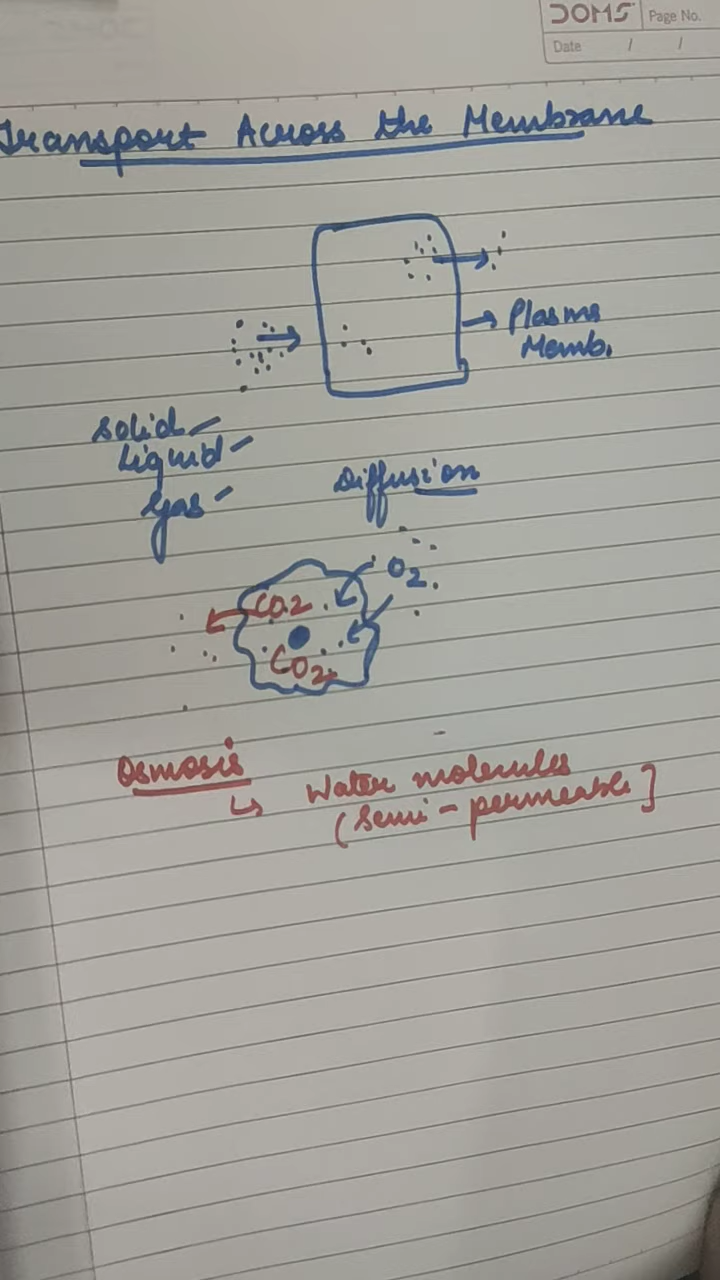 DOMS
Page No.
Date / /
Transport Across the Membrane
Plasma
Memb.
Solid
Liquid
Gas
Diffusion
O2
CO2
CO2
Osmosis
Water molecules
(semi-permeable]